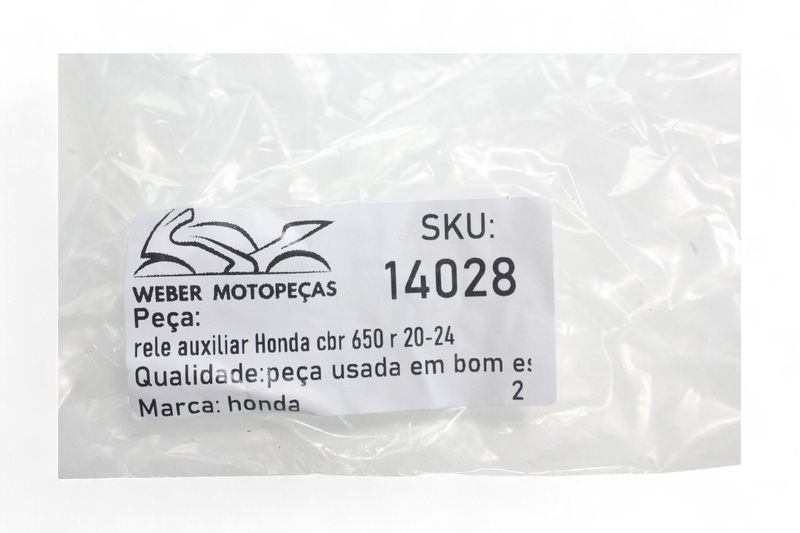 SKU:
14028
WEBER MOTOPEÇAS
Peça:
rele auxiliar Honda cbr 650 r 20-24
Qualidade:peça usada em bom es
2
Marca: honda